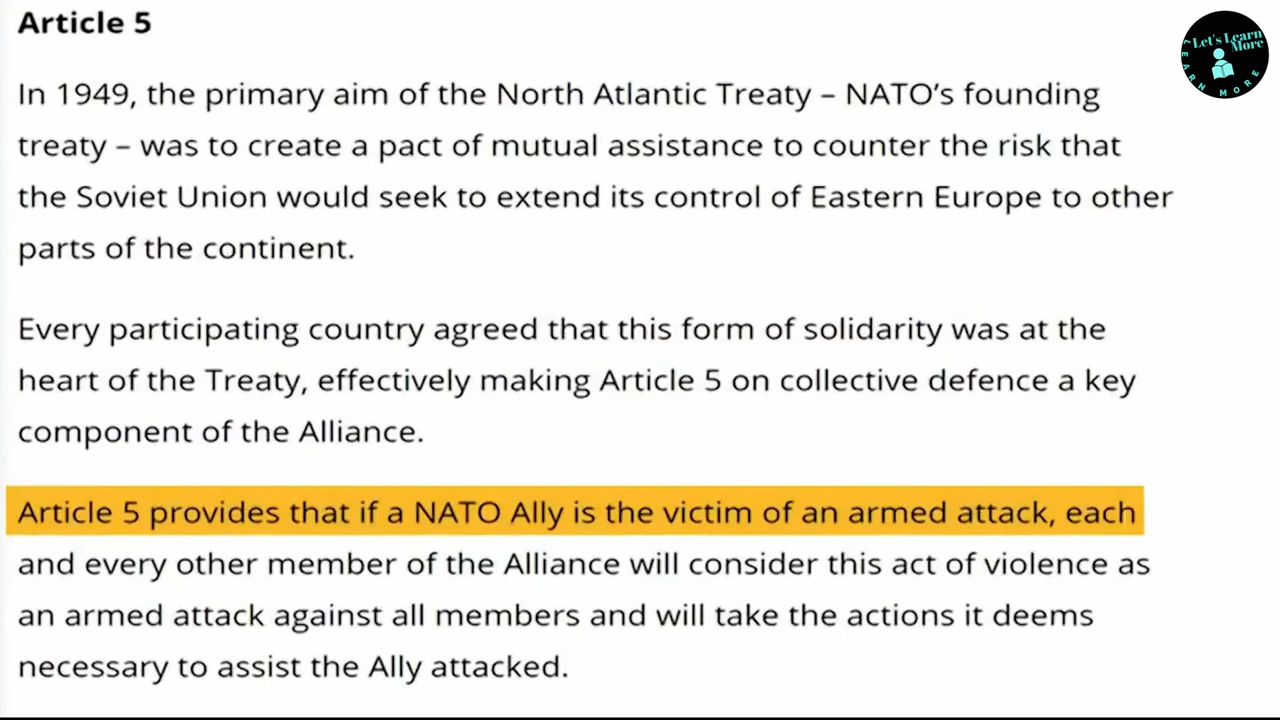 Article 5
Let's Learn
More
LEARN MORE
In 1949, the primary aim of the North Atlantic Treaty – NATO’s founding
treaty – was to create a pact of mutual assistance to counter the risk that
the Soviet Union would seek to extend its control of Eastern Europe to other
parts of the continent.
Every participating country agreed that this form of solidarity was at the
heart of the Treaty, effectively making Article 5 on collective defence a key
component of the Alliance.
Article 5 provides that if a NATO Ally is the victim of an armed attack, each
and every other member of the Alliance will consider this act of violence as
an armed attack against all members and will take the actions it deems
necessary to assist the Ally attacked.